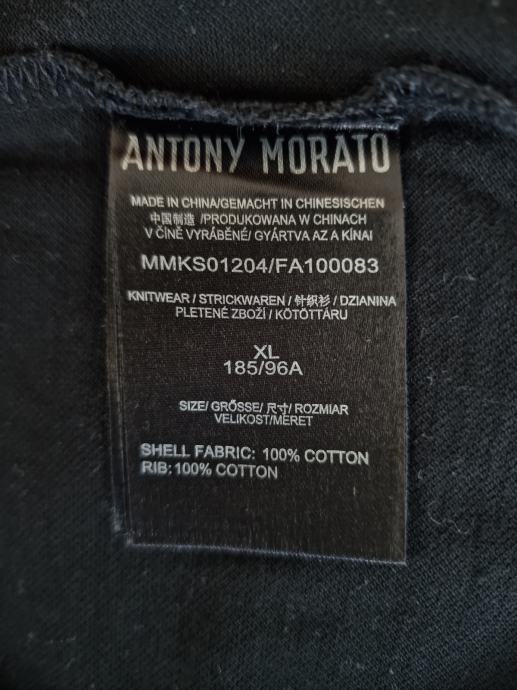 ANTONY MORATO
MADE IN CHINA/GEMACHT IN CHINESISCHEN
中国制造 /PRODUKOWANA W CHINACH
V ČÍNĚ VYRÁBĚNÉ/ GYÁRTVA AZ A KÍNAI
MMKS01204/FA100083
KNITWEAR / STRICKWAREN / 针织衫 / DZIANINA
PLETENÉ ZBOŽÍ / KÖTÖTTÁRU
XL
185/96A
SIZE/ GRÖSSE/ 尺寸/ ROZMIAR
VELIKOST/MÉRET
SHELL FABRIC: 100% COTTON
RIB: 100% COTTON